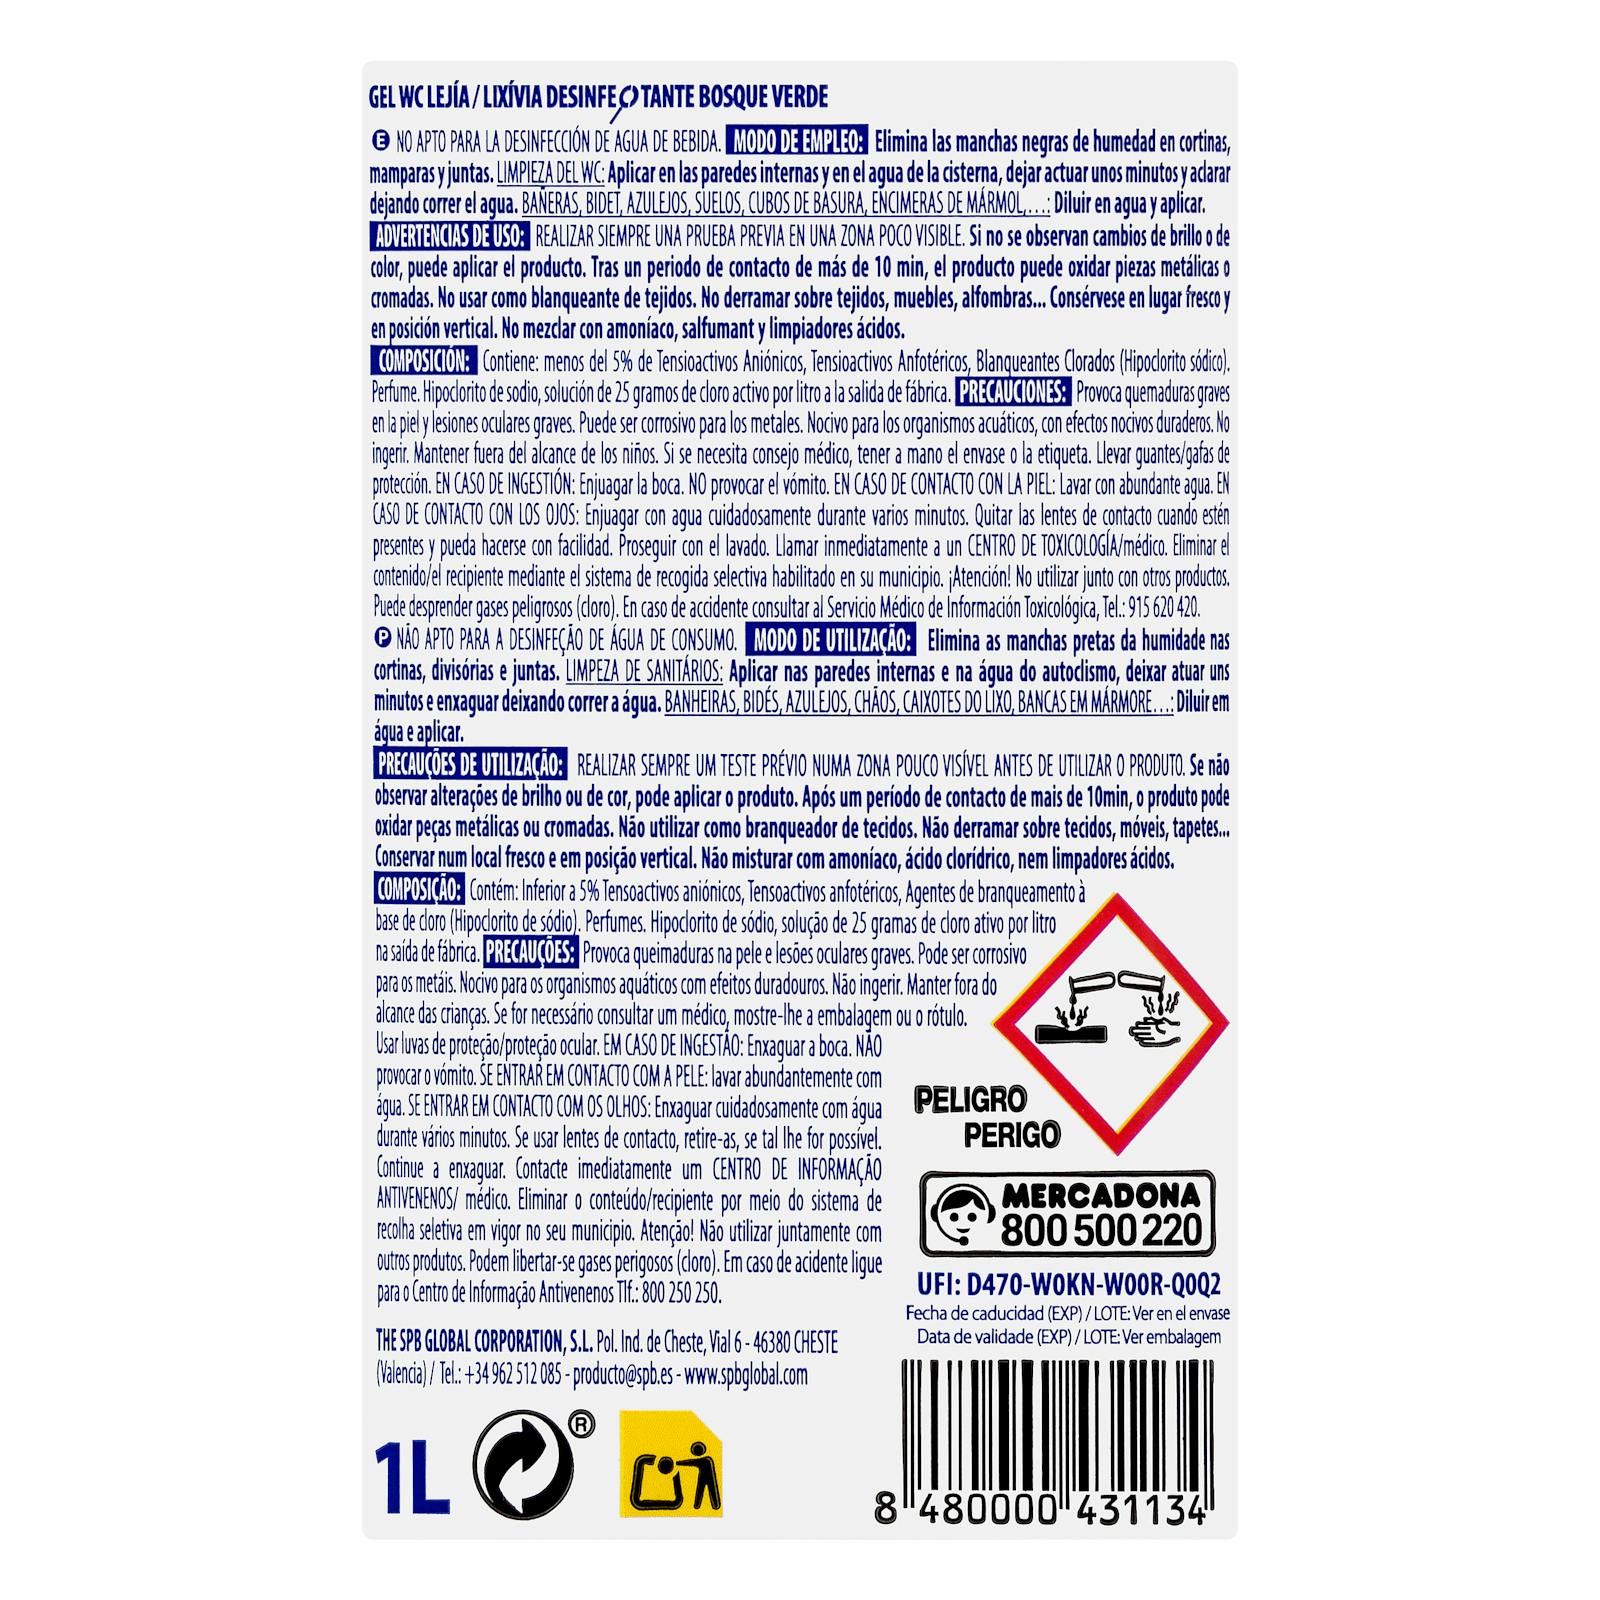 GEL WC LEJÍA / LIXÍVIA DESINFETANTE BOSQUE VERDE
E NO APTO PARA LA DESINFECCIÓN DE AGUA DE BEBIDA. MODO DE EMPLEO: Elimina las manchas negras de humedad en cortinas,
mamparas y juntas. LIMPIEZA DEL WC: Aplicar en las paredes internas y en el agua de la cisterna, dejar actuar unos minutos y aclarar
dejando correr el agua. BAÑERAS, BIDET, AZULEJOS, SUELOS, CUBOS DE BASURA, ENCIMERAS DE MÁRMOL,...: Diluir en agua y aplicar.
ADVERTENCIAS DE USO: REALIZAR SIEMPRE UNA PRUEBA PREVIA EN UNA ZONA POCO VISIBLE. Si no se observan cambios de brillo o de
color, puede aplicar el producto. Tras un periodo de contacto de más de 10 min, el producto puede oxidar piezas metálicas o
cromadas. No usar como blanqueante de tejidos. No derramar sobre tejidos, muebles, alfombras... Consérvese en lugar fresco y
en posición vertical. No mezclar con amoníaco, salfumant y limpiadores ácidos.
COMPOSICIÓN: Contiene: menos del 5% de Tensioactivos Aniónicos, Tensioactivos Anfotéricos, Blanqueantes Clorados (Hipoclorito sódico).
Perfume. Hipoclorito de sodio, solución de 25 gramos de cloro activo por litro a la salida de fábrica. PRECAUCIONES: Provoca quemaduras graves
en la piel y lesiones oculares graves. Puede ser corrosivo para los metales. Nocivo para los organismos acuáticos, con efectos nocivos duraderos. No
ingerir. Mantener fuera del alcance de los niños. Si se necesita consejo médico, tener a mano el envase o la etiqueta. Llevar guantes/gafas de
protección. EN CASO DE INGESTIÓN: Enjuagar la boca. NO provocar el vómito. EN CASO DE CONTACTO CON LA PIEL: Lavar con abundante agua. EN
CASO DE CONTACTO CON LOS OJOS: Enjuagar con agua cuidadosamente durante varios minutos. Quitar las lentes de contacto cuando estén
presentes y pueda hacerse con facilidad. Proseguir con el lavado. Llamar inmediatamente a un CENTRO DE TOXICOLOGÍA/médico. Eliminar el
contenido/el recipiente mediante el sistema de recogida selectiva habilitado en su municipio. ¡Atención! No utilizar junto con otros productos.
Puede desprender gases peligrosos (cloro). En caso de accidente consultar al Servicio Médico de Información Toxicológica, Tel.: 915 620 420.
P NÃO APTO PARA A DESINFEÇÃO DE ÁGUA DE CONSUMO. MODO DE UTILIZAÇÃO: Elimina as manchas pretas da humidade nas
cortinas, divisórias e juntas. LIMPEZA DE SANITÁRIOS: Aplicar nas paredes internas e na água do autoclismo, deixar atuar uns
minutos e enxaguar deixando correr a água. BANHEIRAS, BIDÉS, AZULEJOS, CHÃOS, CAIXOTES DO LIXO, BANCAS EM MÁRMORE...: Diluir em
água e aplicar.
PRECAUÇÕES DE UTILIZAÇÃO: REALIZAR SEMPRE UM TESTE PRÉVIO NUMA ZONA POUCO VISÍVEL ANTES DE UTILIZAR O PRODUTO. Se não
observar alterações de brilho ou de cor, pode aplicar o produto. Após um período de contacto de mais de 10min, o produto pode
oxidar peças metálicas ou cromadas. Não utilizar como branqueador de tecidos. Não derramar sobre tecidos, móveis, tapetes...
Conservar num local fresco e em posição vertical. Não misturar com amoníaco, ácido clorídrico, nem limpadores ácidos.
COMPOSIÇÃO: Contém: Inferior a 5% Tensoactivos aniónicos, Tensoactivos anfotéricos, Agentes de branqueamento à
base de cloro (Hipoclorito de sódio). Perfumes. Hipoclorito de sódio, solução de 25 gramas de cloro ativo por litro
na saída de fábrica. PRECAUÇÕES: Provoca queimaduras na pele e lesões oculares graves. Pode ser corrosivo
para os metáis. Nocivo para os organismos aquáticos com efeitos duradouros. Não ingerir. Manter fora do
alcance das crianças. Se for necessário consultar um médico, mostre-lhe a embalagem ou o rótulo.
Usar luvas de proteção/proteção ocular. EM CASO DE INGESTÃO: Enxaguar a boca. NÃO
provocar o vómito. SE ENTRAR EM CONTACTO COM A PELE: lavar abundantemente com
água. SE ENTRAR EM CONTACTO COM OS OLHOS: Enxaguar cuidadosamente com água
durante vários minutos. Se usar lentes de contacto, retire-as, se tal lhe for possível.
Continue a enxaguar. Contacte imediatamente um CENTRO DE INFORMAÇÃO
ANTIVENENOS/ médico. Eliminar o conteúdo/recipiente por meio do sistema de
recolha seletiva em vigor no seu municipio. Atenção! Não utilizar juntamente com
outros produtos. Podem libertar-se gases perigosos (cloro). Em caso de acidente ligue
para o Centro de Informação Antivenenos Tlf.: 800 250 250.
PELIGRO
PERIGO
MERCADONA
800 500 220
UFI: D470-W0KN-W00R-Q0Q2
Fecha de caducidad (EXP) / LOTE: Ver en el envase
Data de validade (EXP) / LOTE: Ver embalagem
THE SPB GLOBAL CORPORATION, S.L. Pol. Ind. de Cheste, Vial 6 - 46380 CHESTE
(Valencia) / Tel.: +34 962 512 085 - producto@spb.es - www.spbglobal.com
1L
®
8 480000 431134